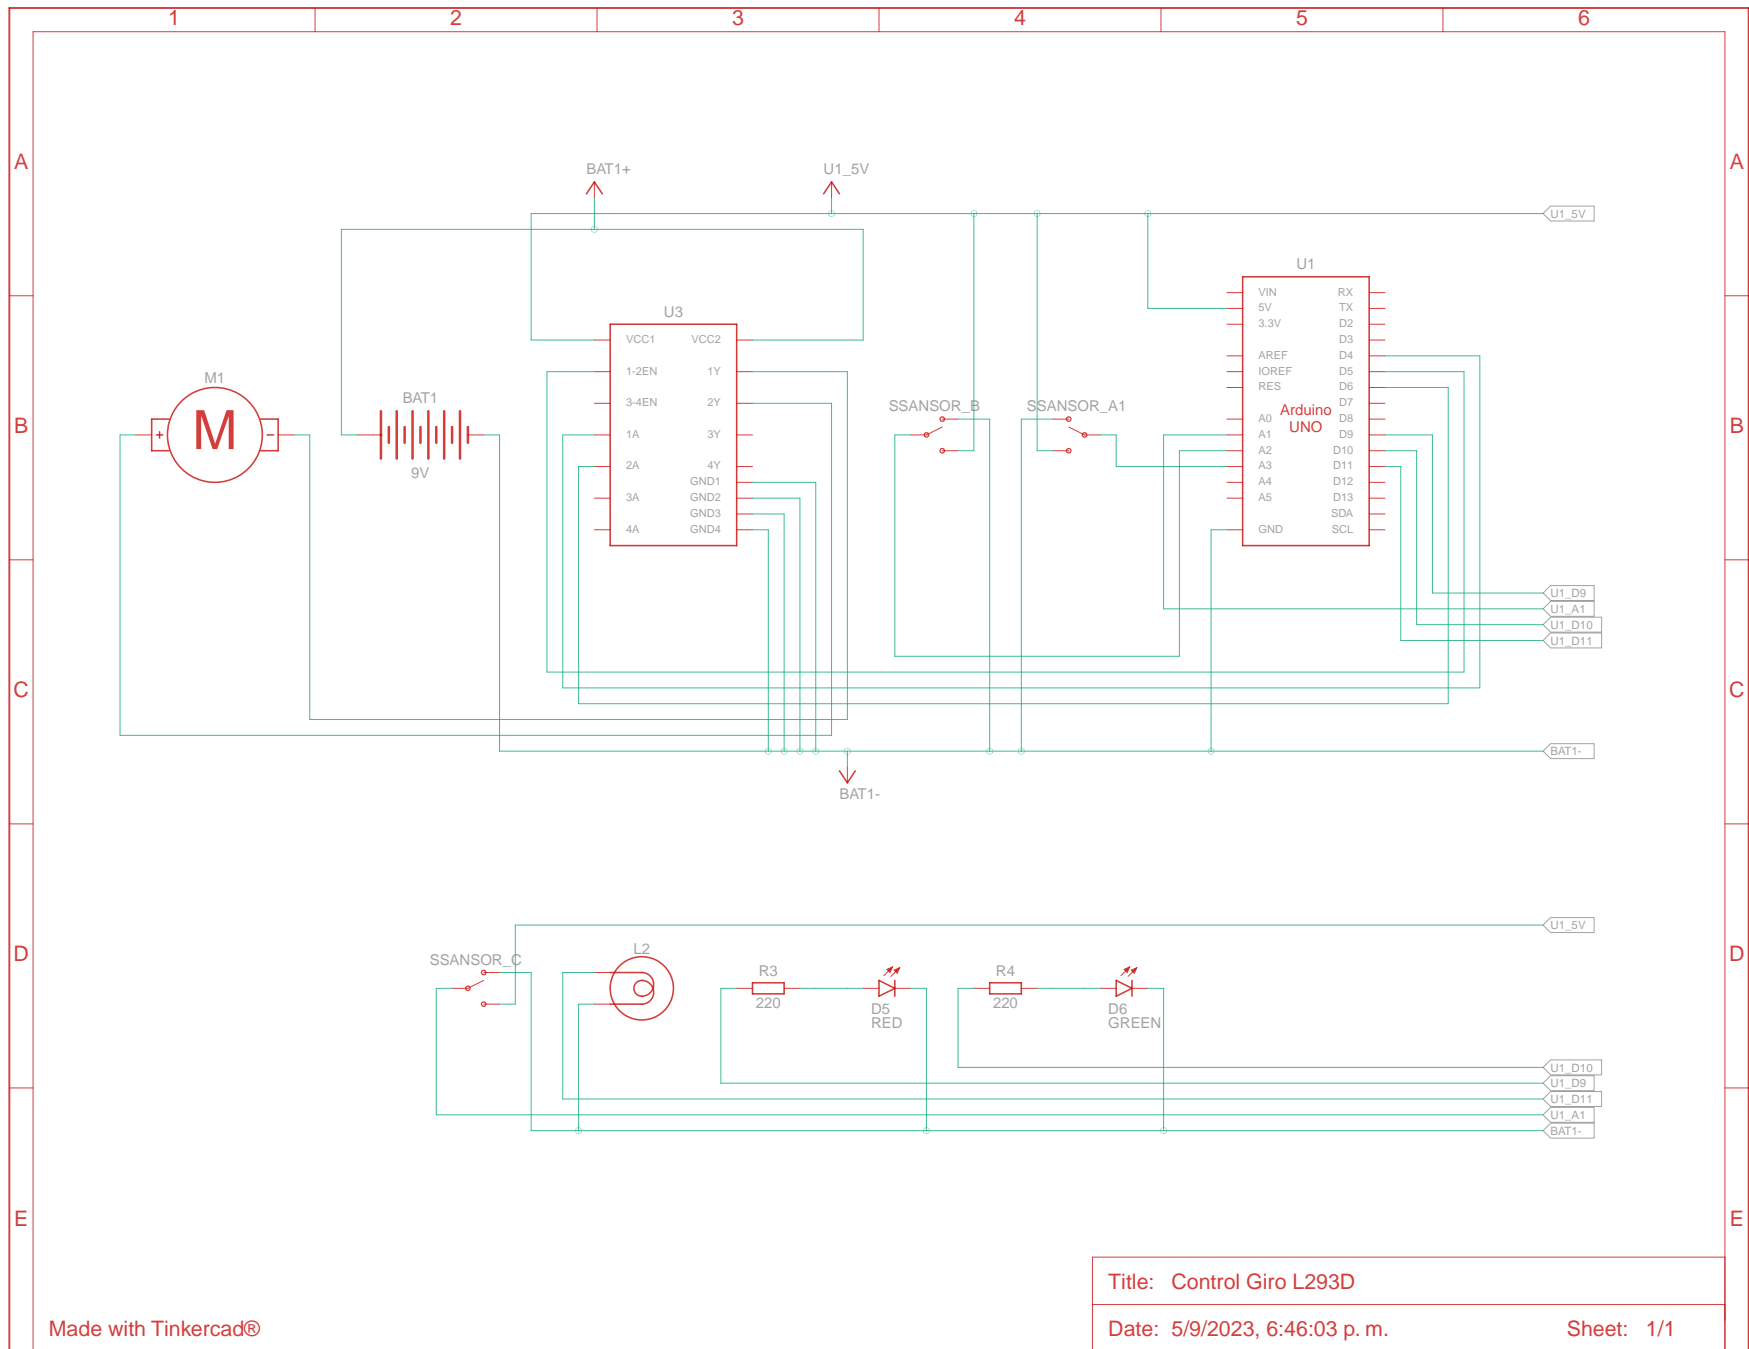 1 2 3 4 5 6
A A
BAT1+ U1_5V
U1_5V
U1
U3
VIN RX
5V TX
3.3V D2
D3
AREF D4
IOREF D5
RES D6
D7
A0 D8
A1 D9
A2 D10
A3 D11
A4 D12
A5 D13
SDA
GND SCL
Arduino
UNO
VCC1 VCC2
1-2EN 1Y
3-4EN 2Y
1A 3Y
2A 4Y
GND1
3A GND2
GND3
4A GND4
M1
M
+ -
BAT1
9V
SSANSOR_B SSANSOR_A1
B B
U1_D9
U1_A1
U1_D10
U1_D11
C C
BAT1-
BAT1-
U1_5V
D D
SSANSOR_C
L2
R3
220
D5
RED
R4
220
D6
GREEN
U1_D10
U1_D9
U1_D11
U1_A1
BAT1-
E E
Title: Control Giro L293D
Made with Tinkercad®
Date: 5/9/2023, 6:46:03 p. m. Sheet: 1/1